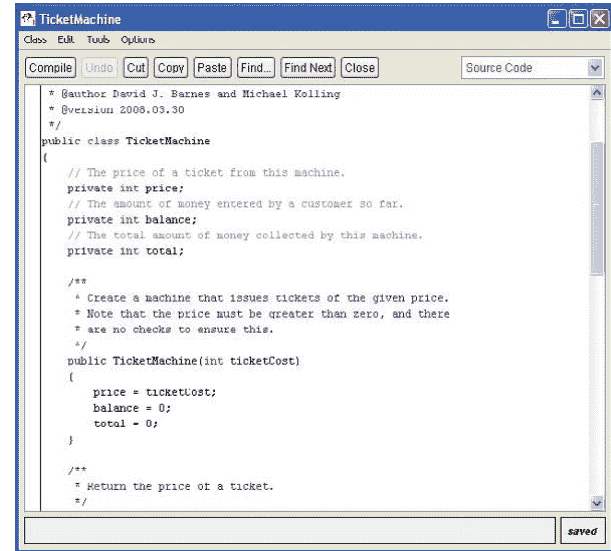 TicketMachine
Class Edit Tools Options
Compile Undo Cut Copy Paste Find... Find Next Close Source Code
* @author David J. Barnes and Michael Kolling
* @version 2008.03.30
*/
public class TicketMachine
{
// The price of a ticket from this machine.
private int price;
// The amount of money entered by a customer so far.
private int balance;
// The total amount of money collected by this machine.
private int total;
/**
* Create a machine that issues tickets of the given price.
* Note that the price must be greater than zero, and there
* are no checks to ensure this.
*/
public TicketMachine(int ticketCost)
{
price = ticketCost;
balance = 0;
total = 0;
}
/**
* Return the price of a ticket.
*/
saved